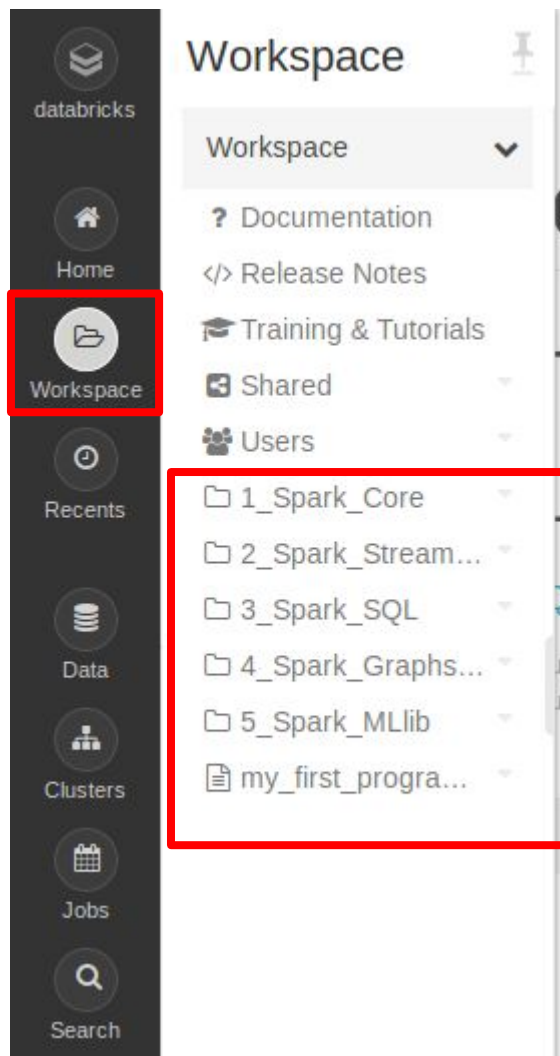 databricks
Home
Workspace
Recents
Data
Clusters
Jobs
Search
Workspace
Workspace
? Documentation
</> Release Notes
Training & Tutorials
Shared
Users
1_Spark_Core
2_Spark_Stream...
3_Spark_SQL
4_Spark_Graphs...
5_Spark_MLlib
my_first_progra...